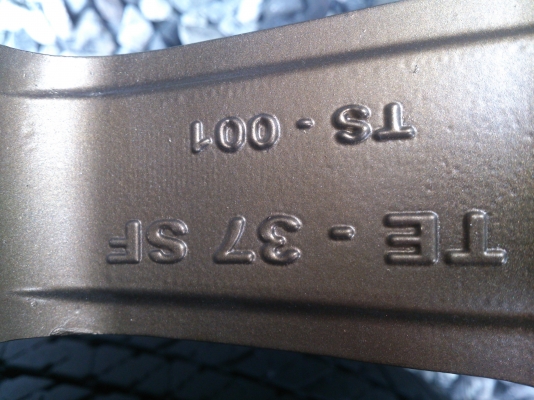 TE - 37 SF
TS - 001